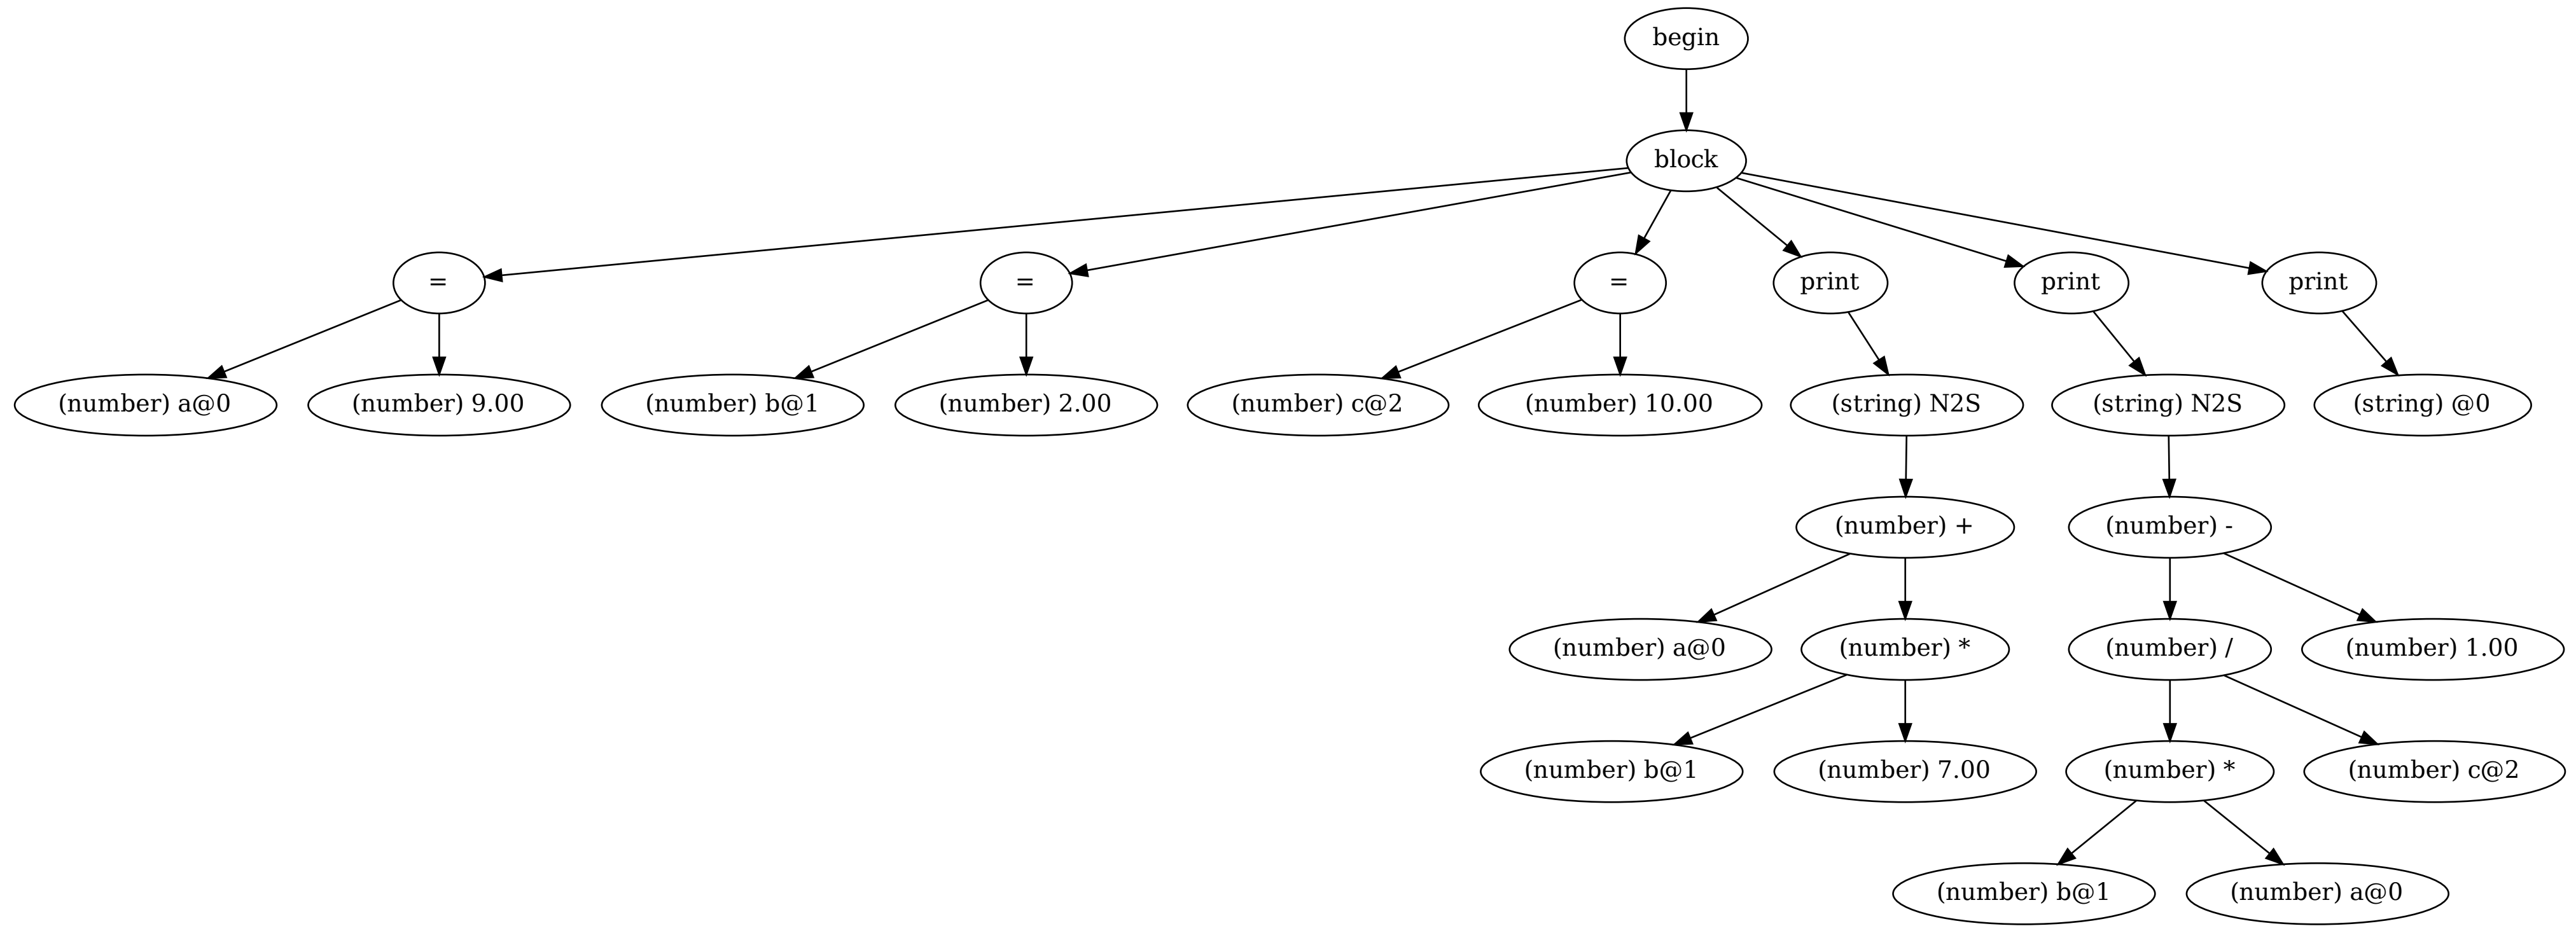 begin
block
=
=
=
print
print
print
(number) a@0
(number) 9.00
(number) b@1
(number) 2.00
(number) c@2
(number) 10.00
(string) N2S
(string) N2S
(string) @0
(number) +
(number) -
(number) a@0
(number) *
(number) /
(number) 1.00
(number) b@1
(number) 7.00
(number) *
(number) c@2
(number) b@1
(number) a@0